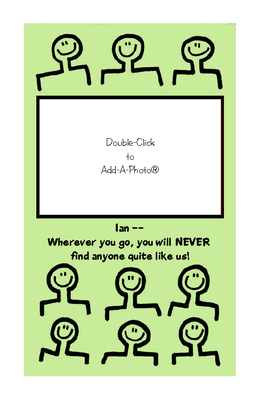 Double-Click
to
Add-A-Photo®
Ian --
Wherever you go, you will NEVER
find anyone quite like us!